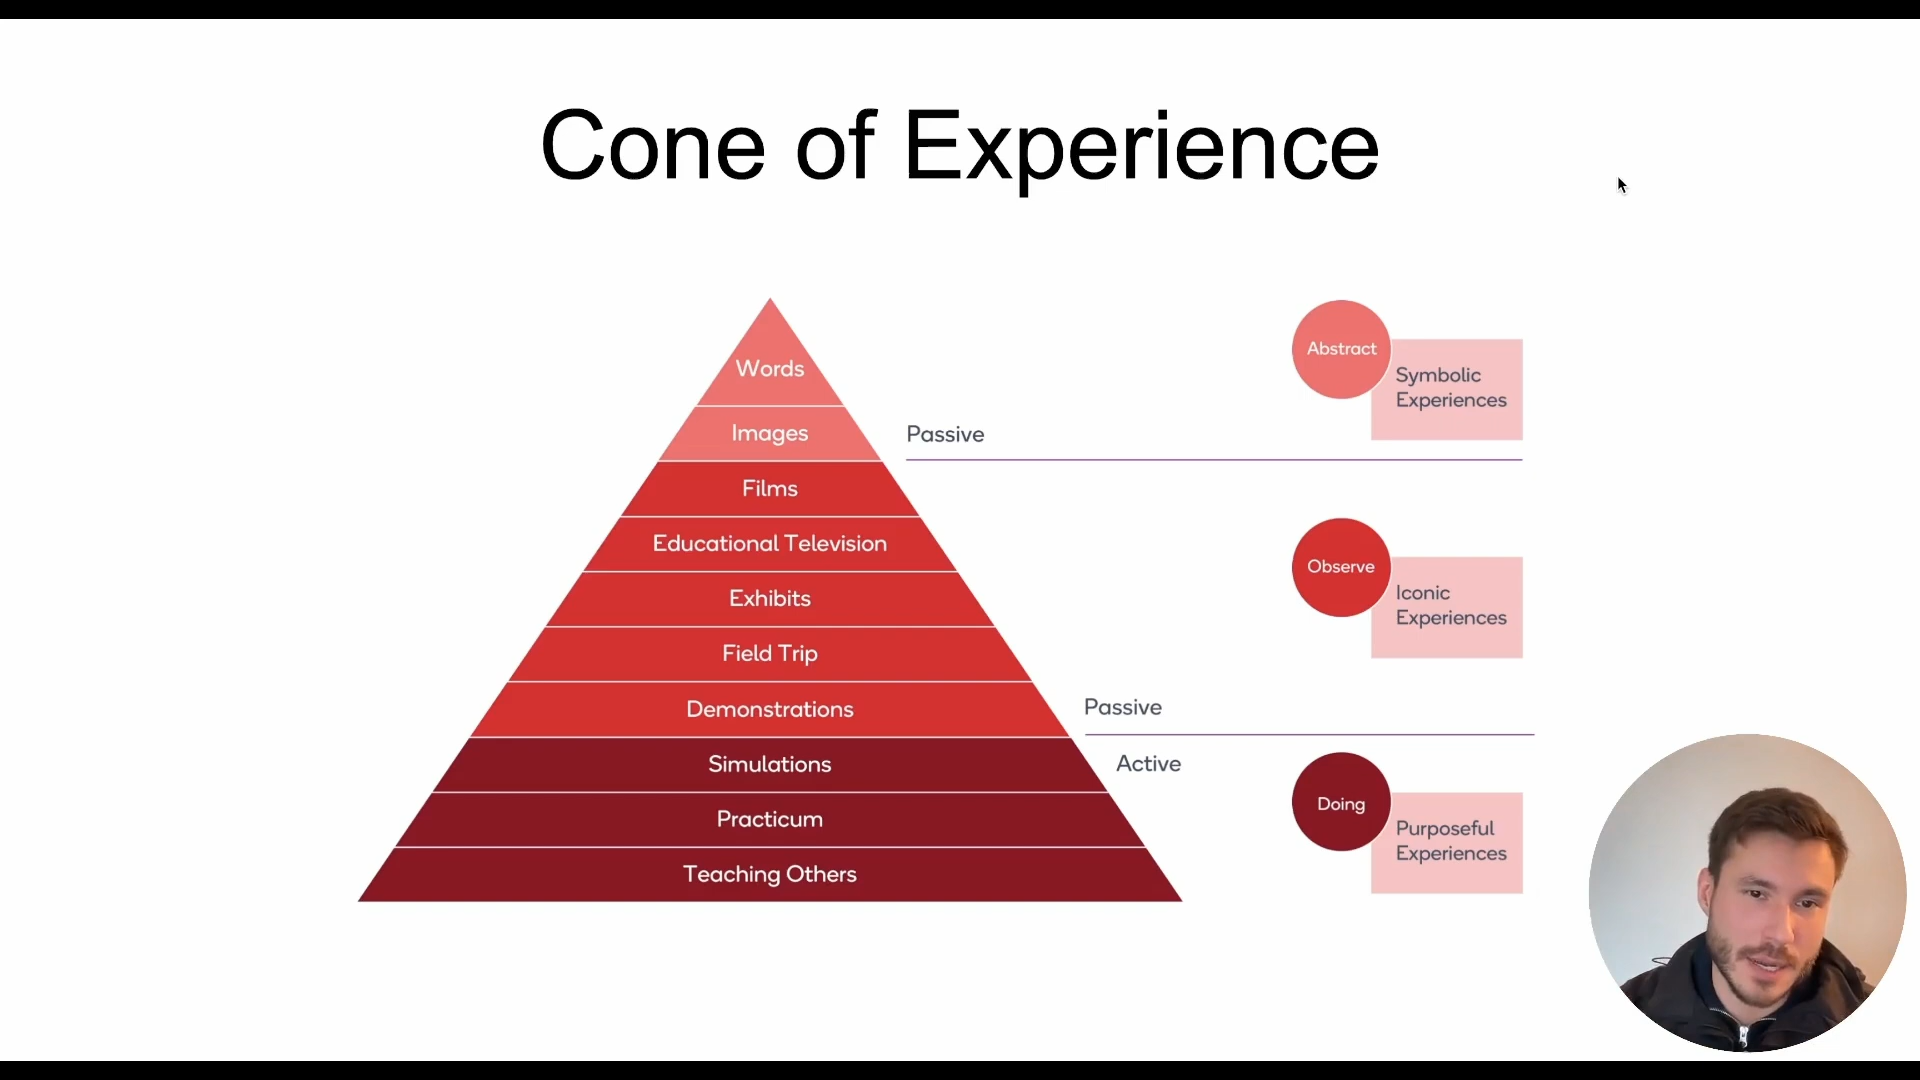 Cone of Experience
Words
Images
Films
Educational Television
Exhibits
Field Trip
Demonstrations
Simulations
Practicum
Teaching Others
Passive
Passive
Active
Abstract
Symbolic
Experiences
Observe
Iconic
Experiences
Doing
Purposeful
Experiences